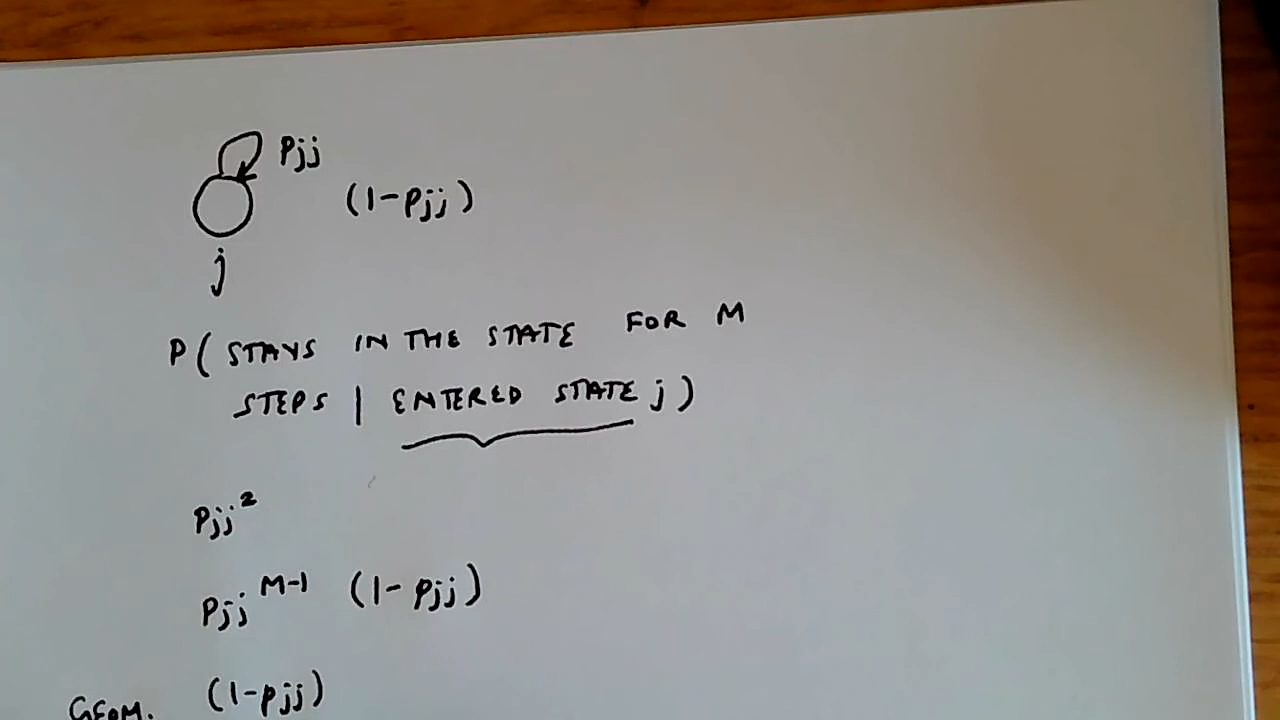 Pjj
(1-Pjj)
j
P( STAYS IN THE STATE FOR M
STEPS | ENTERED STATE j )
Pjj²
Pjj^M-1 (1-Pjj)
GEOM. (1-Pjj)